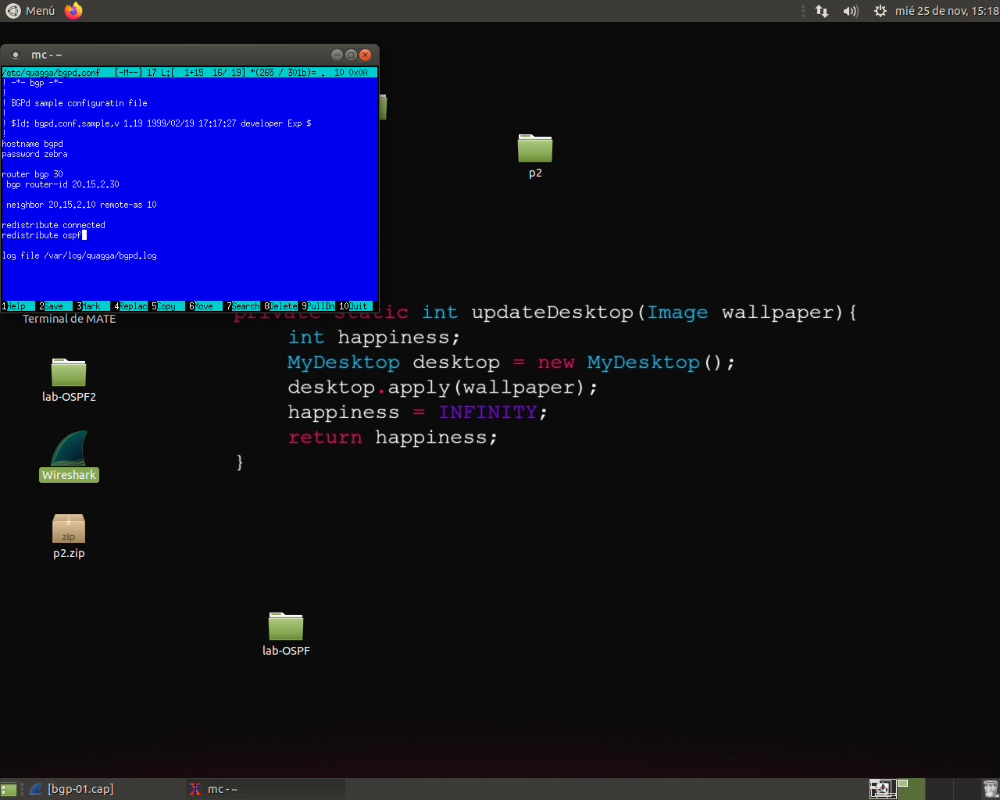 Menú
mié 25 de nov, 15:18
mc - ~
/etc/quagga/bgpd.conf   [-M--] 17 L:[  1+15  16/ 19] *(265 / 301b)= .  10 0x0A
! -*- bgp -*-
!
! BGPd sample configuratin file
!
! $Id: bgpd.conf.sample,v 1.19 1999/02/19 17:17:27 developer Exp $
!
hostname bgpd
password zebra
router bgp 30
 bgp router-id 20.15.2.30
 neighbor 20.15.2.10 remote-as 10
redistribute connected
redistribute ospf
log file /var/log/quagga/bgpd.log
1Help 2Save 3Mark 4Replac 5Copy 6Move 7Search 8Delete 9PullDn 10Quit
p2
Terminal de MATE
private static int updateDesktop(Image wallpaper){
int happiness;
MyDesktop desktop = new MyDesktop();
desktop.apply(wallpaper);
happiness = INFINITY;
return happiness;
}
lab-OSPF2
Wireshark
zip
p2.zip
lab-OSPF
[bgp-01.cap]
mc - ~